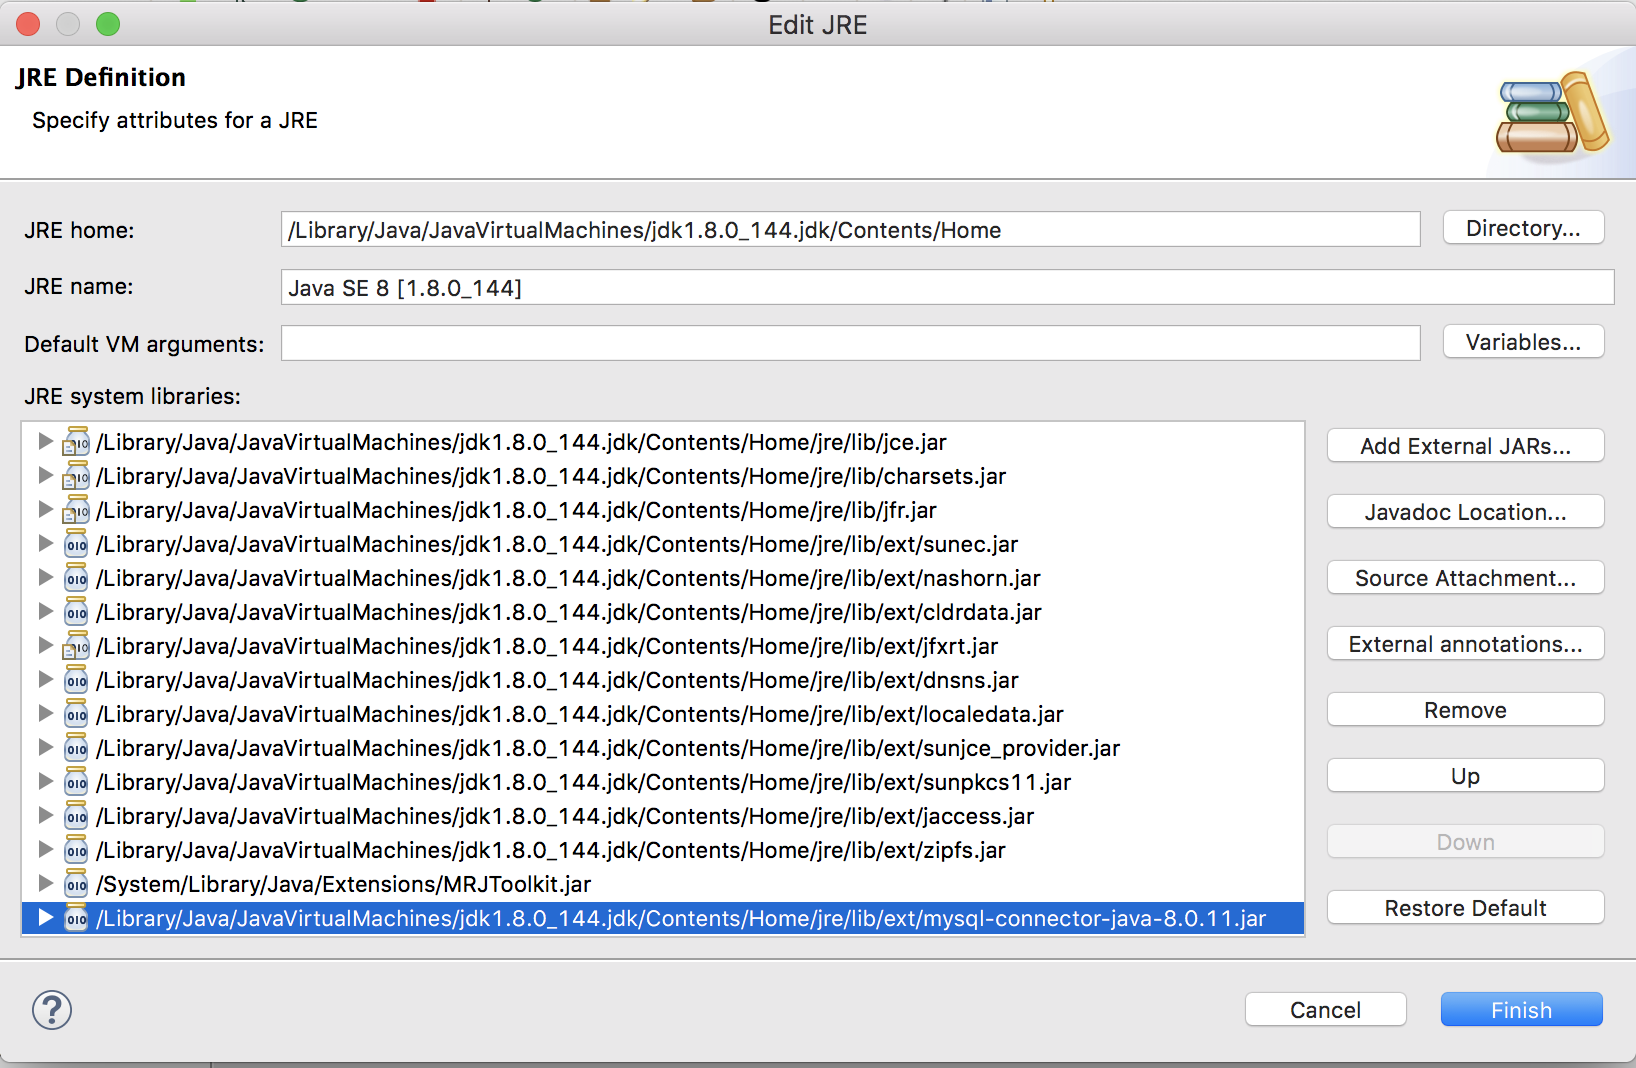 Edit JRE
JRE Definition
Specify attributes for a JRE
JRE home:
/Library/Java/JavaVirtualMachines/jdk1.8.0_144.jdk/Contents/Home
Directory...
JRE name:
Java SE 8 [1.8.0_144]
Default VM arguments:
Variables...
JRE system libraries:
/Library/Java/JavaVirtualMachines/jdk1.8.0_144.jdk/Contents/Home/jre/lib/jce.jar
/Library/Java/JavaVirtualMachines/jdk1.8.0_144.jdk/Contents/Home/jre/lib/charsets.jar
/Library/Java/JavaVirtualMachines/jdk1.8.0_144.jdk/Contents/Home/jre/lib/jfr.jar
/Library/Java/JavaVirtualMachines/jdk1.8.0_144.jdk/Contents/Home/jre/lib/ext/sunec.jar
/Library/Java/JavaVirtualMachines/jdk1.8.0_144.jdk/Contents/Home/jre/lib/ext/nashorn.jar
/Library/Java/JavaVirtualMachines/jdk1.8.0_144.jdk/Contents/Home/jre/lib/ext/cldrdata.jar
/Library/Java/JavaVirtualMachines/jdk1.8.0_144.jdk/Contents/Home/jre/lib/ext/jfxrt.jar
/Library/Java/JavaVirtualMachines/jdk1.8.0_144.jdk/Contents/Home/jre/lib/ext/dnsns.jar
/Library/Java/JavaVirtualMachines/jdk1.8.0_144.jdk/Contents/Home/jre/lib/ext/localedata.jar
/Library/Java/JavaVirtualMachines/jdk1.8.0_144.jdk/Contents/Home/jre/lib/ext/sunjce_provider.jar
/Library/Java/JavaVirtualMachines/jdk1.8.0_144.jdk/Contents/Home/jre/lib/ext/sunpkcs11.jar
/Library/Java/JavaVirtualMachines/jdk1.8.0_144.jdk/Contents/Home/jre/lib/ext/jaccess.jar
/Library/Java/JavaVirtualMachines/jdk1.8.0_144.jdk/Contents/Home/jre/lib/ext/zipfs.jar
/System/Library/Java/Extensions/MRJToolkit.jar
/Library/Java/JavaVirtualMachines/jdk1.8.0_144.jdk/Contents/Home/jre/lib/ext/mysql-connector-java-8.0.11.jar
Add External JARs...
Javadoc Location...
Source Attachment...
External annotations...
Remove
Up
Down
Restore Default
?
Cancel
Finish